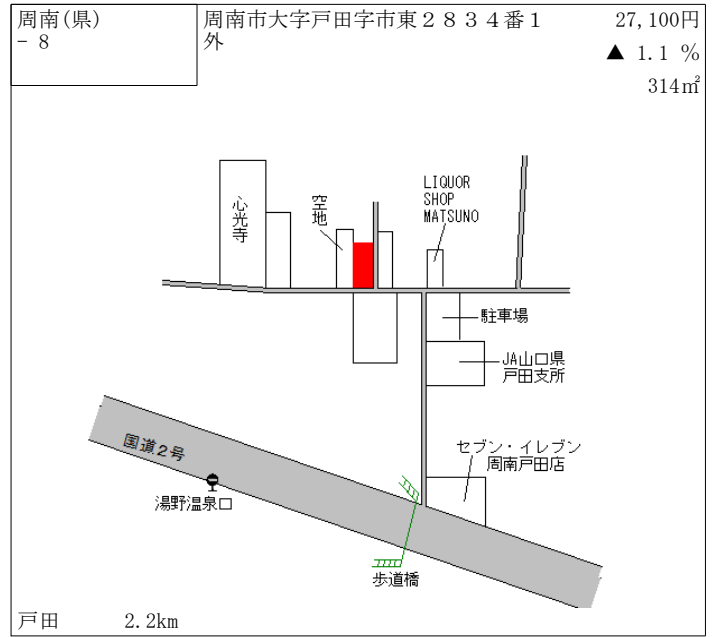 周南(県)
- 8
周南市大字戸田字市東２８３４番１
外
27,100円
▲ 1.1 %
314㎡
心光寺
空地
LIQUOR
SHOP
MATSUNO
駐車場
JA山口県
戸田支所
国道2号
セブン・イレブン
周南戸田店
湯野温泉口
歩道橋
戸田 2.2km